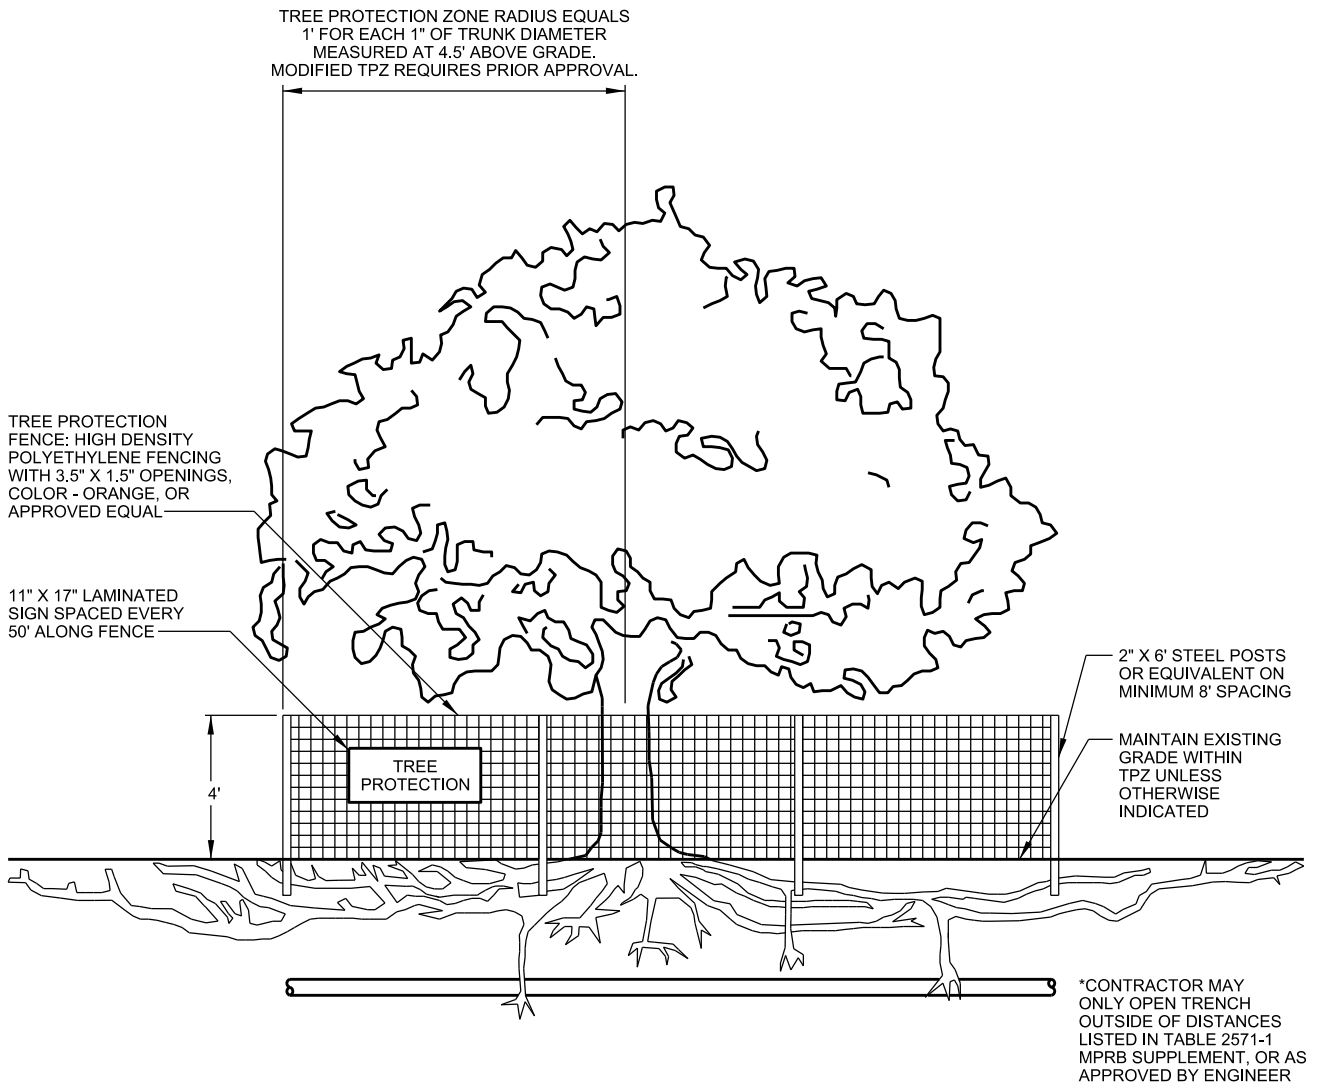 TREE PROTECTION ZONE RADIUS EQUALS
1' FOR EACH 1" OF TRUNK DIAMETER
MEASURED AT 4.5' ABOVE GRADE.
MODIFIED TPZ REQUIRES PRIOR APPROVAL.
TREE PROTECTION
FENCE: HIGH DENSITY
POLYETHYLENE FENCING
WITH 3.5" X 1.5" OPENINGS,
COLOR - ORANGE, OR
APPROVED EQUAL
11" X 17" LAMINATED
SIGN SPACED EVERY
50' ALONG FENCE
2" X 6' STEEL POSTS
OR EQUIVALENT ON
MINIMUM 8' SPACING
MAINTAIN EXISTING
GRADE WITHIN
TPZ UNLESS
OTHERWISE
INDICATED
4'
TREE
PROTECTION
*CONTRACTOR MAY
ONLY OPEN TRENCH
OUTSIDE OF DISTANCES
LISTED IN TABLE 2571-1
MPRB SUPPLEMENT, OR AS
APPROVED BY ENGINEER